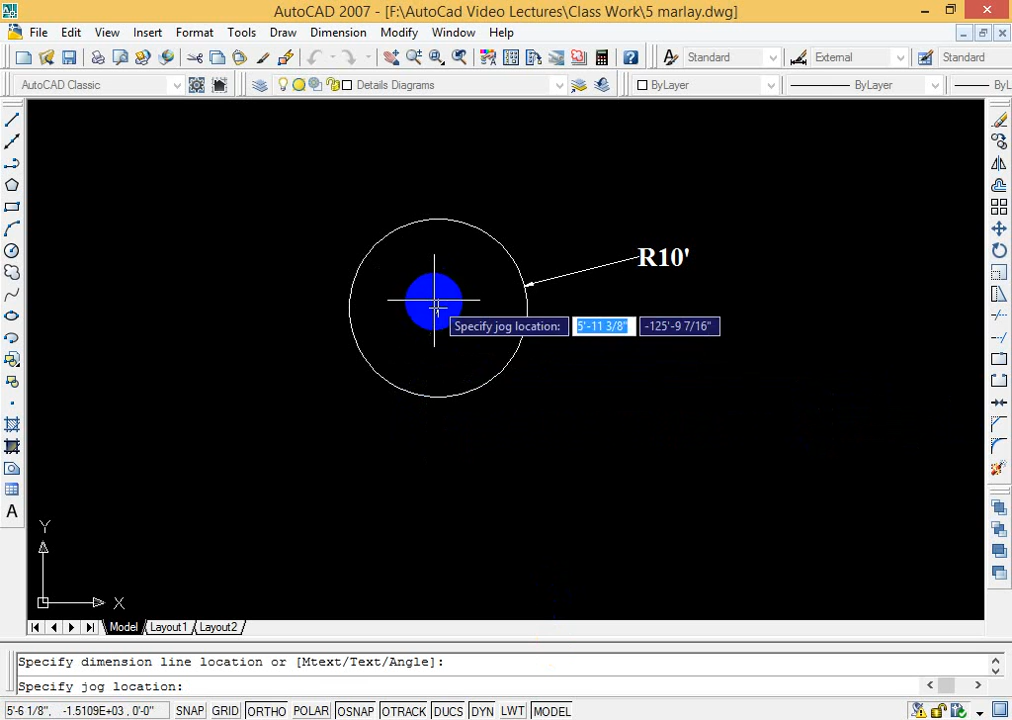 AutoCAD 2007 - [F:\AutoCad Video Lectures\Class Work\5 marlay.dwg]
File Edit View Insert Format Tools Draw Dimension Modify Window Help
Standard External Standard
AutoCAD Classic Details Diagrams ByLayer ByLayer ByL
R10'
Specify jog location: 5'-11 3/8" -125'-9 7/16"
A
Y
X
Model Layout1 Layout2
Specify dimension line location or [Mtext/Text/Angle]:
Specify jog location:
5'-6 1/8", -1.5109E+03 , 0'-0" SNAP GRID ORTHO POLAR OSNAP OTRACK DUCS DYN LWT MODEL